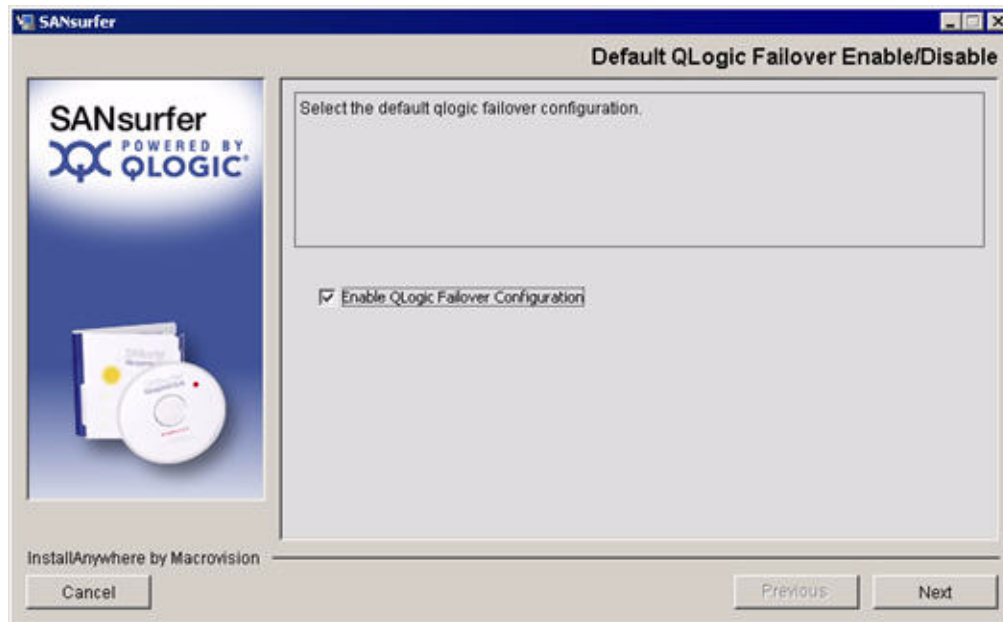 SANsurfer
Default QLogic Failover Enable/Disable
SANsurfer
POWERED BY
QLOGIC
Select the default qlogic failover configuration.
Enable QLogic Failover Configuration
InstallAnywhere by Macrovision
Cancel
Previous
Next